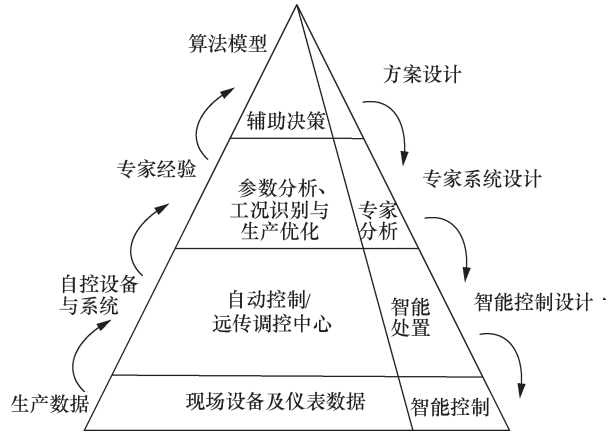 算法模型
方案设计
辅助决策
专家经验
专家系统设计
参数分析、
工况识别与
生产优化
专家
分析
自控设备
与系统
自动控制/
远传调控中心
智能
处置
智能控制设计
生产数据
现场设备及仪表数据
智能控制